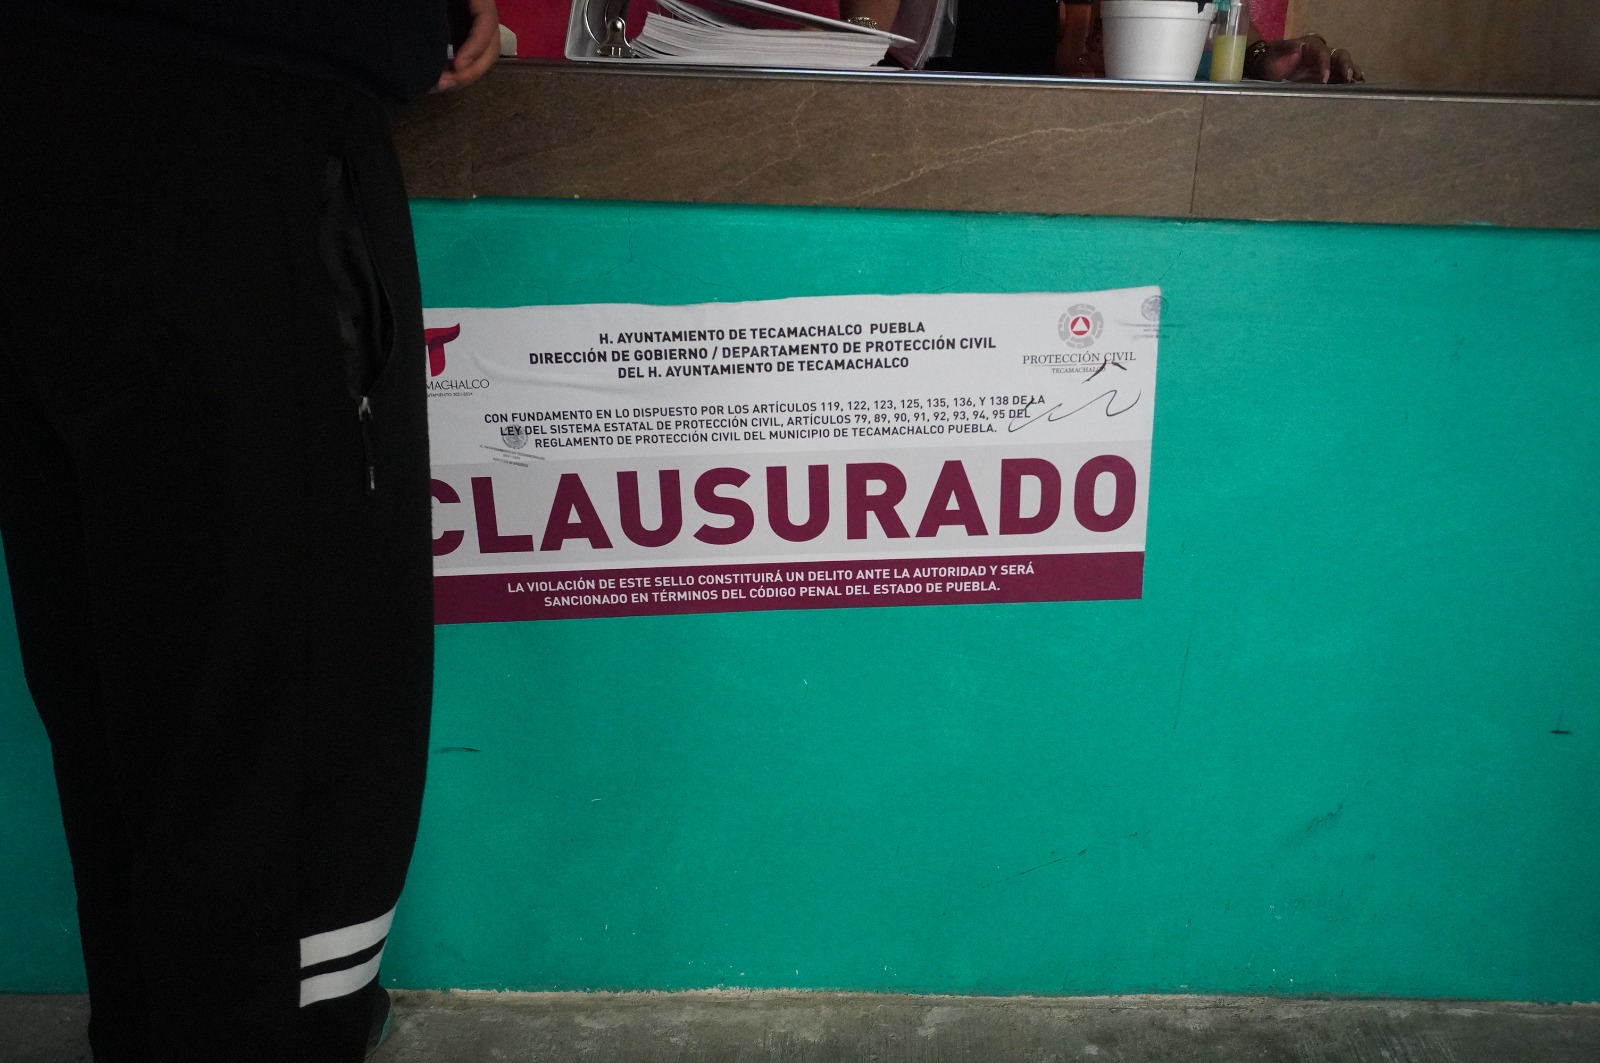 H. AYUNTAMIENTO DE TECAMACHALCO PUEBLA
DIRECCIÓN DE GOBIERNO / DEPARTAMENTO DE PROTECCIÓN CIVIL
DEL H. AYUNTAMIENTO DE TECAMACHALCO
MACHALCO
PROTECCIÓN CIVIL
TECAMACHALCO
CON FUNDAMENTO EN LO DISPUESTO POR LOS ARTÍCULOS 119, 122, 123, 125, 135, 136, Y 138 DE LA
LEY DEL SISTEMA ESTATAL DE PROTECCIÓN CIVIL, ARTÍCULOS 79, 89, 90, 91, 92, 93, 94, 95 DEL
REGLAMENTO DE PROTECCIÓN CIVIL DEL MUNICIPIO DE TECAMACHALCO PUEBLA.
CLAUSURADO
LA VIOLACIÓN DE ESTE SELLO CONSTITUIRÁ UN DELITO ANTE LA AUTORIDAD Y SERÁ
SANCIONADO EN TÉRMINOS DEL CÓDIGO PENAL DEL ESTADO DE PUEBLA.